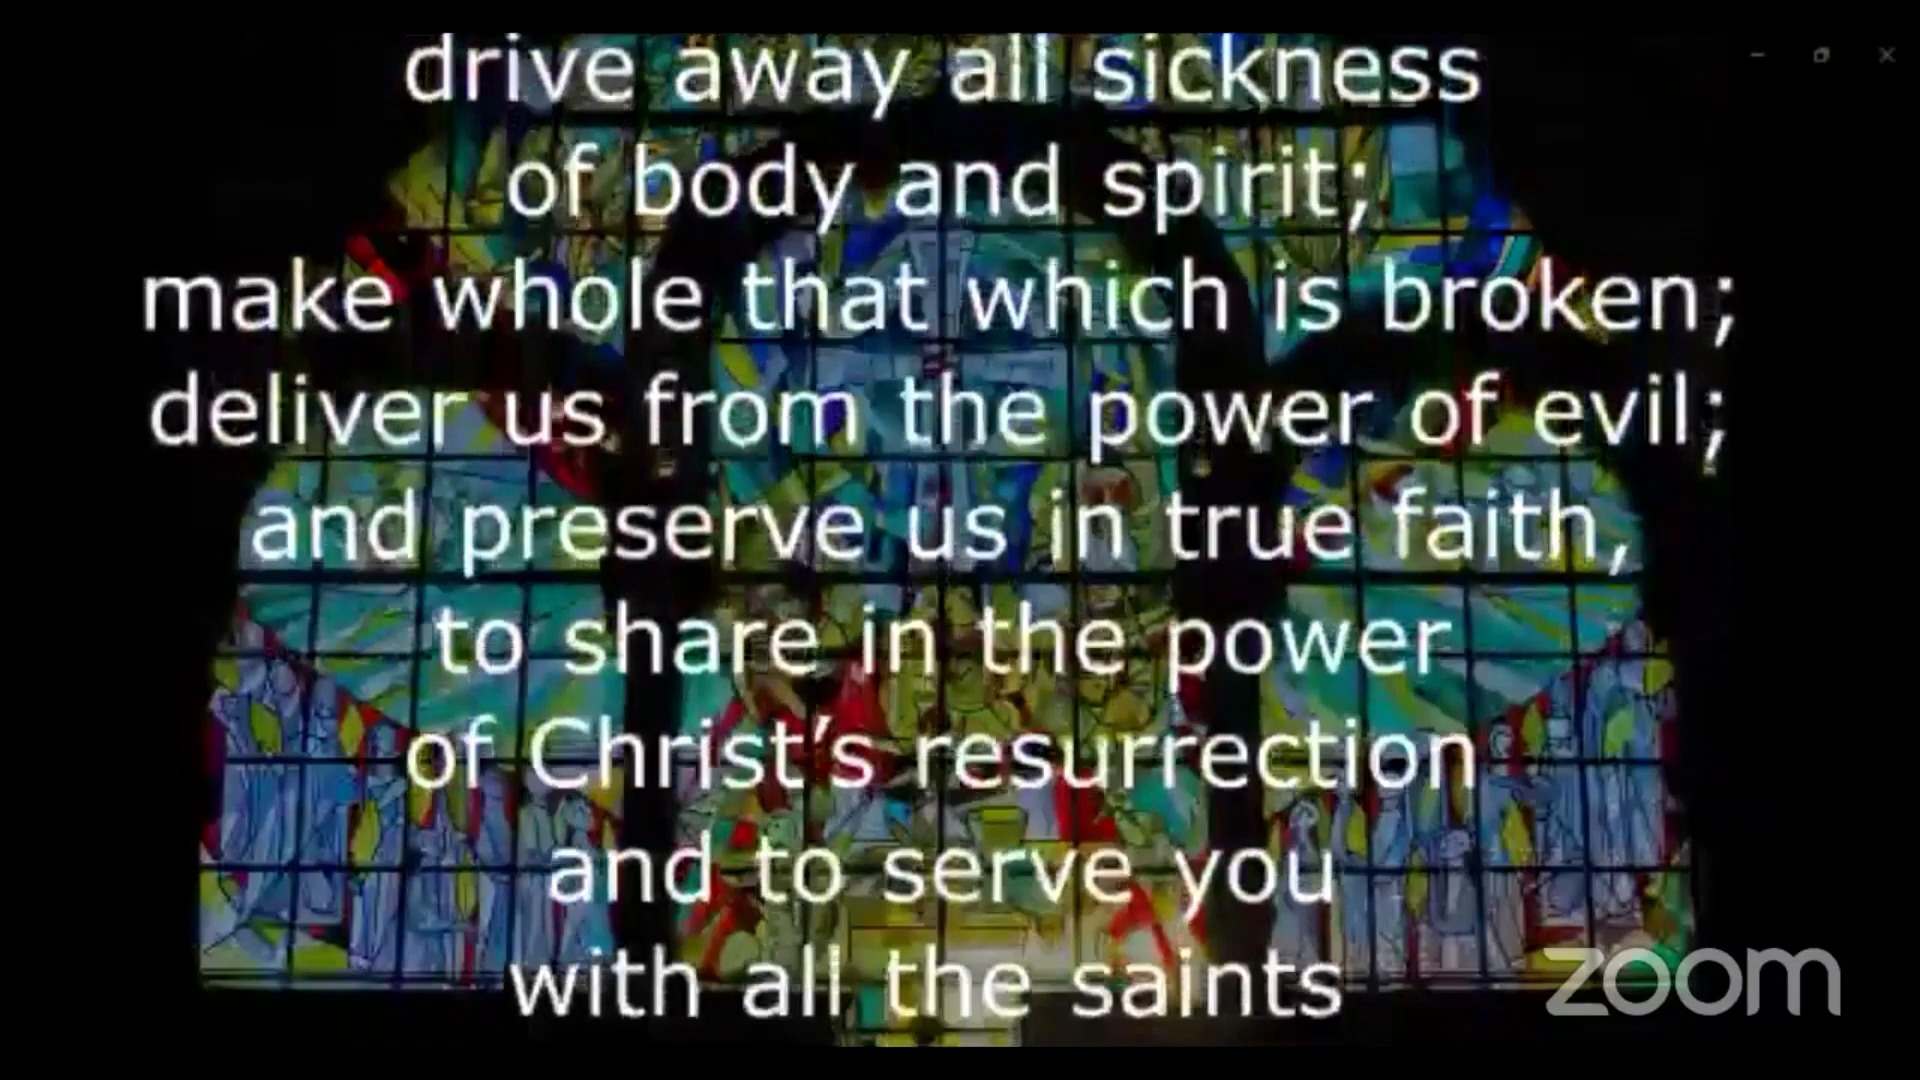 drive away all sickness
of body and spirit;
make whole that which is broken;
deliver us from the power of evil;
and preserve us in true faith,
to share in the power
of Christ’s resurrection
and to serve you
with all the saints
zoom